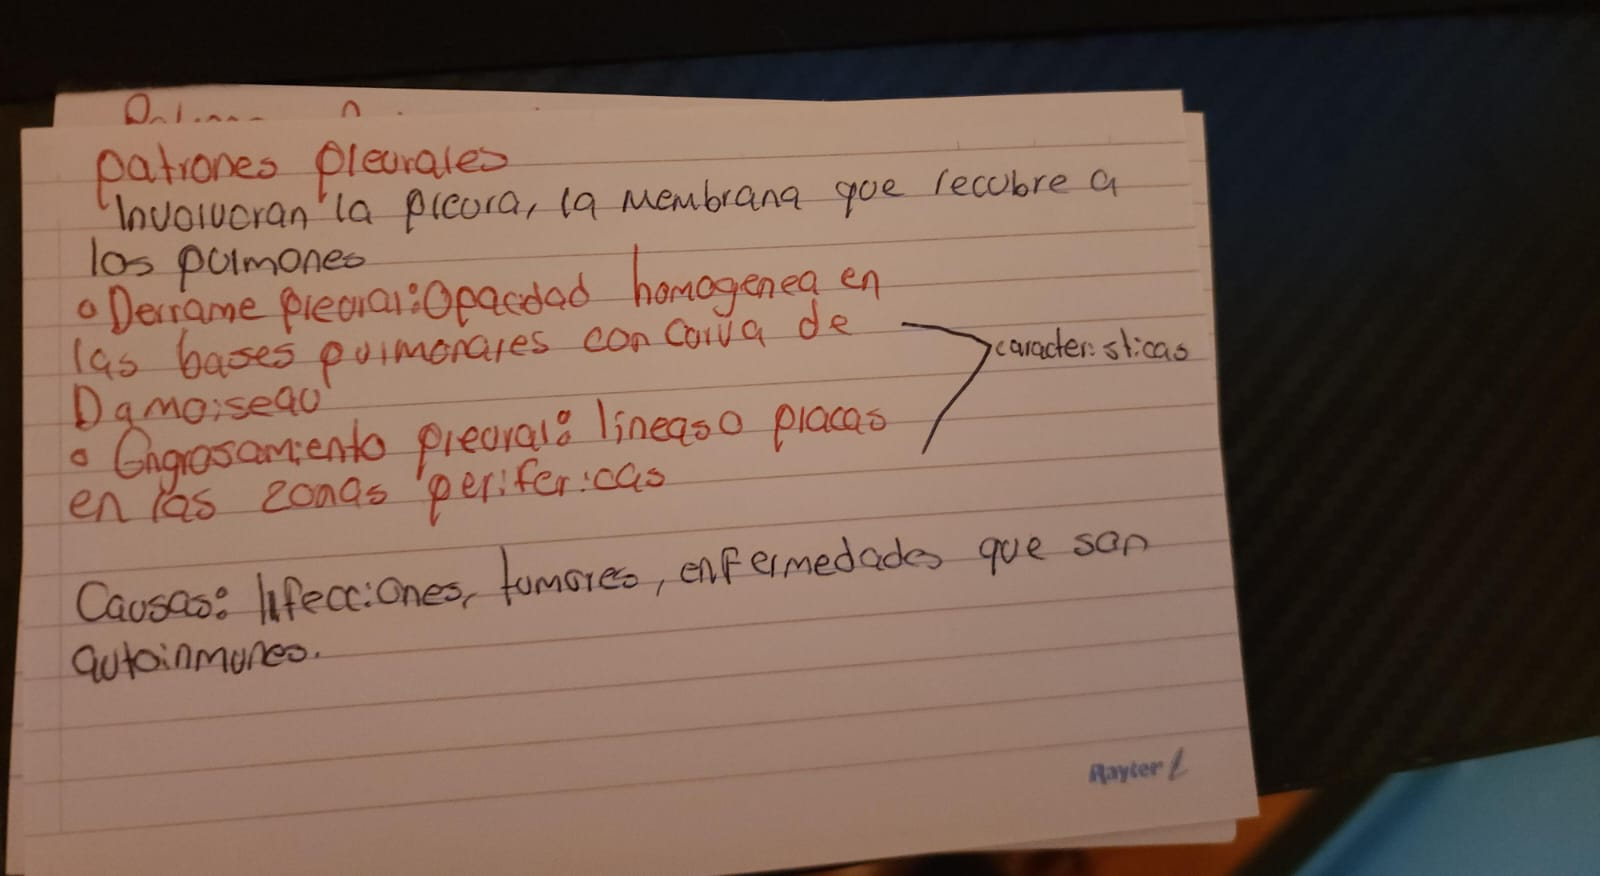 patrones pleurales
Involucran la pleura, la membrana que recubre a
los pulmones
• Derrame pleural: Opacidad homogenea en
las bases pulmonares con curva de
Damoiseau
características
• Engrosamiento pleural: líneas o placas
en las zonas perifericas
Causas: Infecciones, tumores, enfermedades que son
autoinmunes.
Rayter